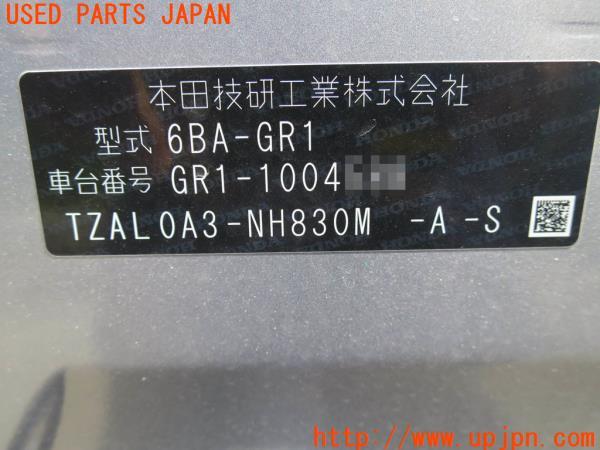 USED PARTS JAPAN
本田技研工業株式会社
型式 6BA-GR1
車台番号 GR1-1004
TZAL0A3-NH830M -A-S
UPJ
http://www.upjpn.com/